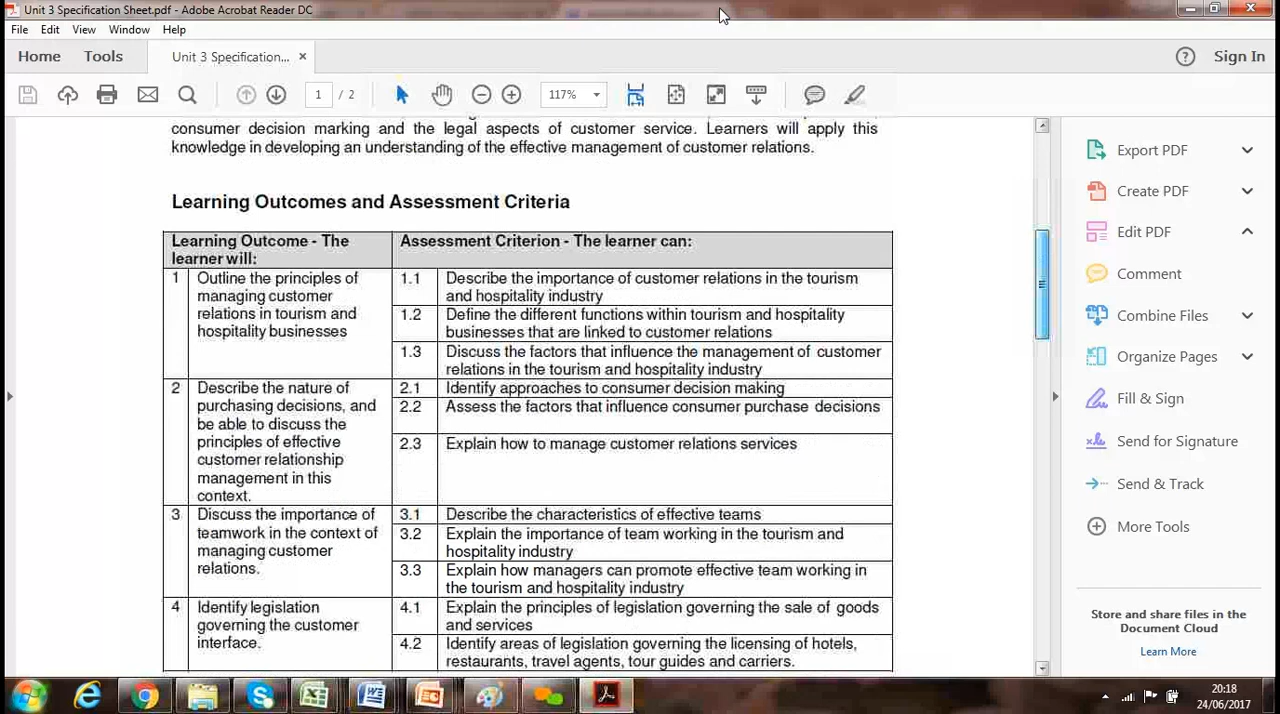 Unit 3 Specification Sheet.pdf - Adobe Acrobat Reader DC
File Edit View Window Help
Home Tools Unit 3 Specification... × ? Sign In
1 / 2 117%
consumer decision marking and the legal aspects of customer service. Learners will apply this
knowledge in developing an understanding of the effective management of customer relations.
Learning Outcomes and Assessment Criteria
Learning Outcome - The
learner will:
Assessment Criterion - The learner can:
1 Outline the principles of
managing customer
relations in tourism and
hospitality businesses
1.1 Describe the importance of customer relations in the tourism
and hospitality industry
1.2 Define the different functions within tourism and hospitality
businesses that are linked to customer relations
1.3 Discuss the factors that influence the management of customer
relations in the tourism and hospitality industry
2 Describe the nature of
purchasing decisions, and
be able to discuss the
principles of effective
customer relationship
management in this
context.
2.1 Identify approaches to consumer decision making
2.2 Assess the factors that influence consumer purchase decisions
2.3 Explain how to manage customer relations services
3 Discuss the importance of
teamwork in the context of
managing customer
relations.
3.1 Describe the characteristics of effective teams
3.2 Explain the importance of team working in the tourism and
hospitality industry
3.3 Explain how managers can promote effective team working in
the tourism and hospitality industry
4 Identify legislation
governing the customer
interface.
4.1 Explain the principles of legislation governing the sale of goods
and services
4.2 Identify areas of legislation governing the licensing of hotels,
restaurants, travel agents, tour guides and carriers.
Export PDF
Create PDF
Edit PDF
Comment
Combine Files
Organize Pages
Fill & Sign
Send for Signature
Send & Track
More Tools
Store and share files in the
Document Cloud
Learn More
20:18
24/06/2017